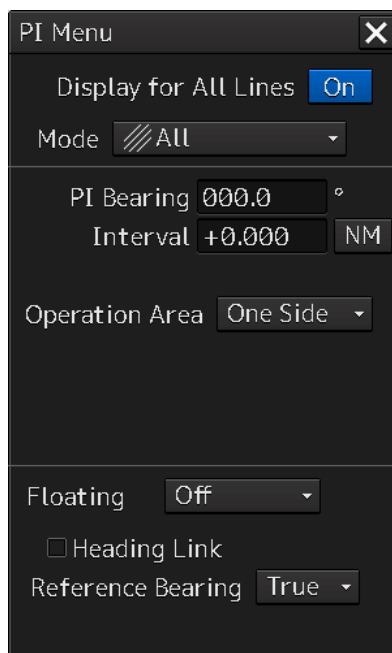 PI Menu
Display for All Lines On
Mode All
PI Bearing 000.0 °
Interval +0.000 NM
Operation Area One Side
Floating Off
Heading Link
Reference Bearing True